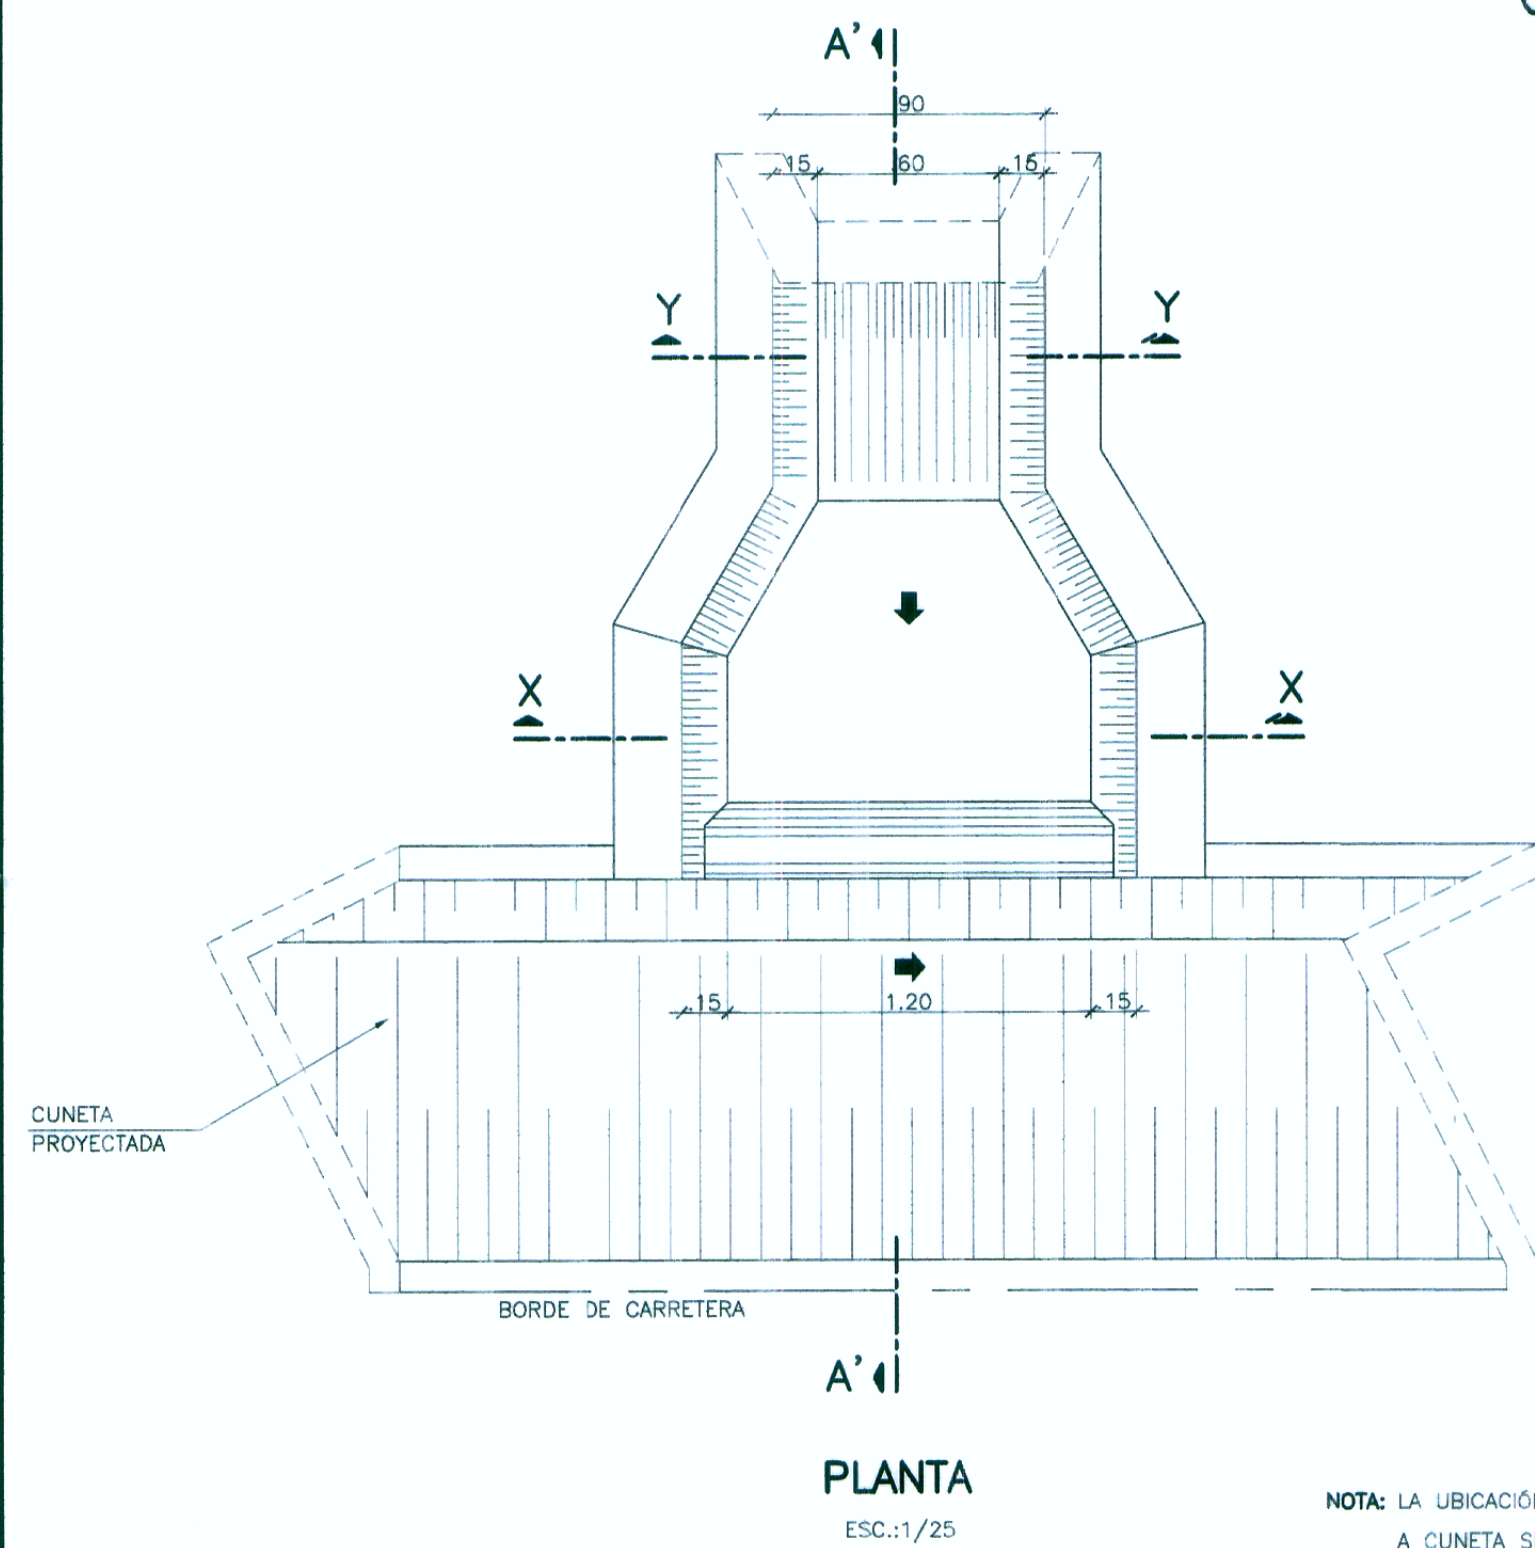 A'
.90
.15 .60 .15
Y Y
X X
.15 1.20 .15
CUNETA
PROYECTADA
BORDE DE CARRETERA
A'
PLANTA
ESC.:1/25
NOTA: LA
A CUNETA